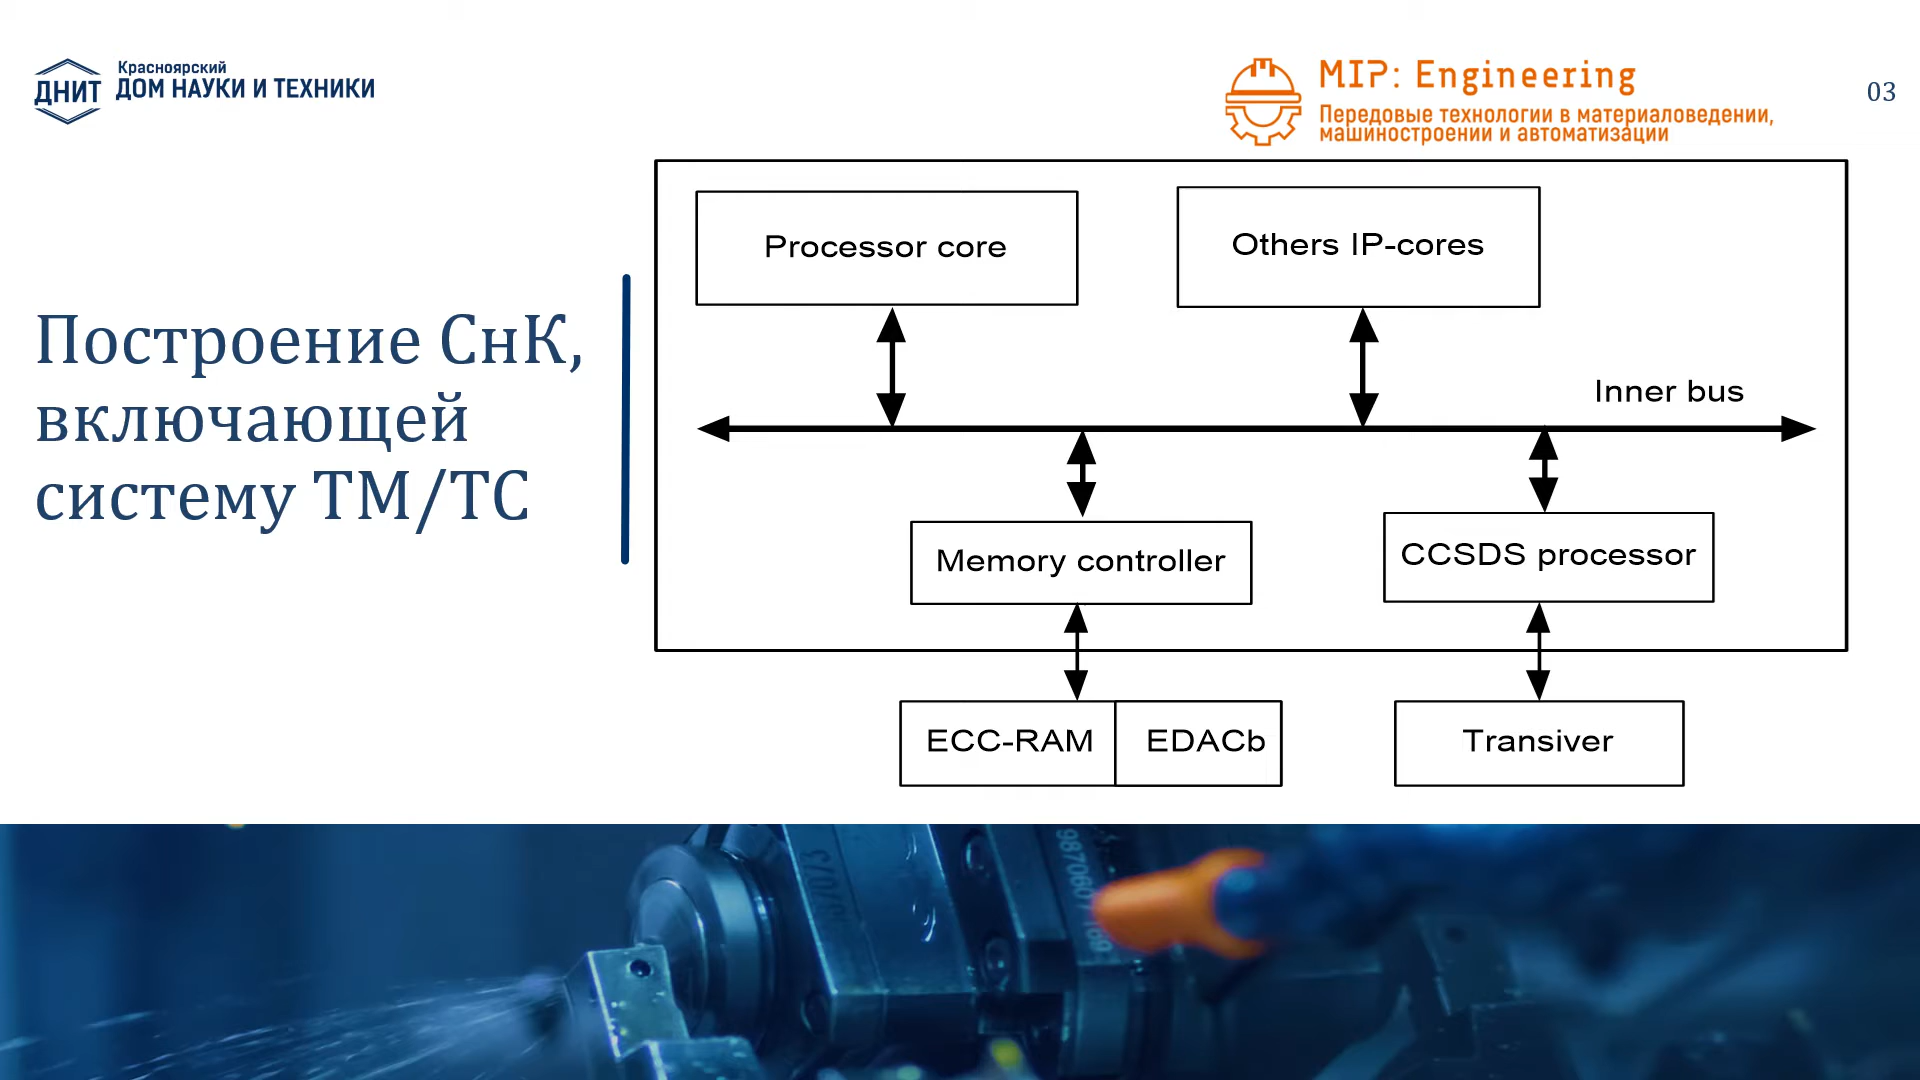 Красноярский
ДНИТ ДОМ НАУКИ И ТЕХНИКИ
MIP: Engineering
Передовые технологии в материаловедении,
машиностроении и автоматизации
03
Построение СнК,
включающей
систему ТМ/ТС
Processor core
Others IP-cores
Inner bus
Memory controller
CCSDS processor
ECC-RAM
EDACb
Transiver